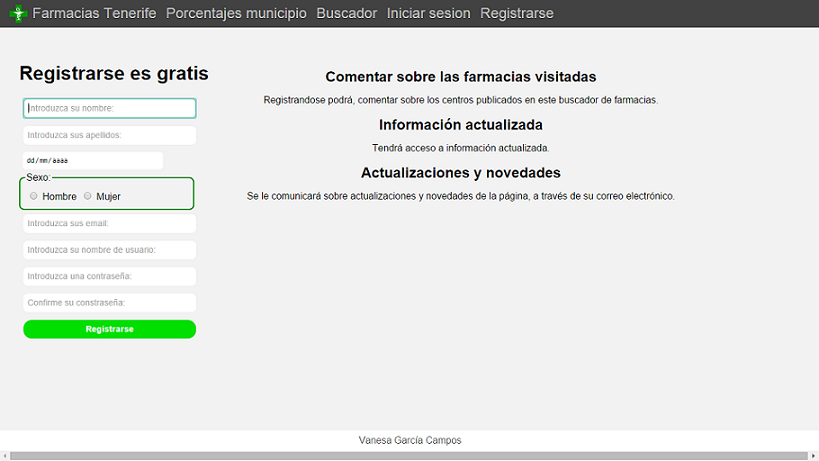 Farmacias Tenerife Porcentajes municipio Buscador Iniciar sesion Registrarse
Registrarse es gratis
Introduzca su nombre:
Introduzca sus apellidos:
dd/mm/aaaa
Sexo:
Hombre Mujer
Introduzca sus email:
Introduzca su nombre de usuario:
Introduzca una contraseña:
Confirme su constraseña:
Registrarse
Comentar sobre las farmacias visitadas
Registrandose podrá, comentar sobre los centros publicados en este buscador de farmacias.
Información actualizada
Tendrá acceso a información actualizada.
Actualizaciones y novedades
Se le comunicará sobre actualizaciones y novedades de la página, a través de su correo electrónico.
Vanesa García Campos